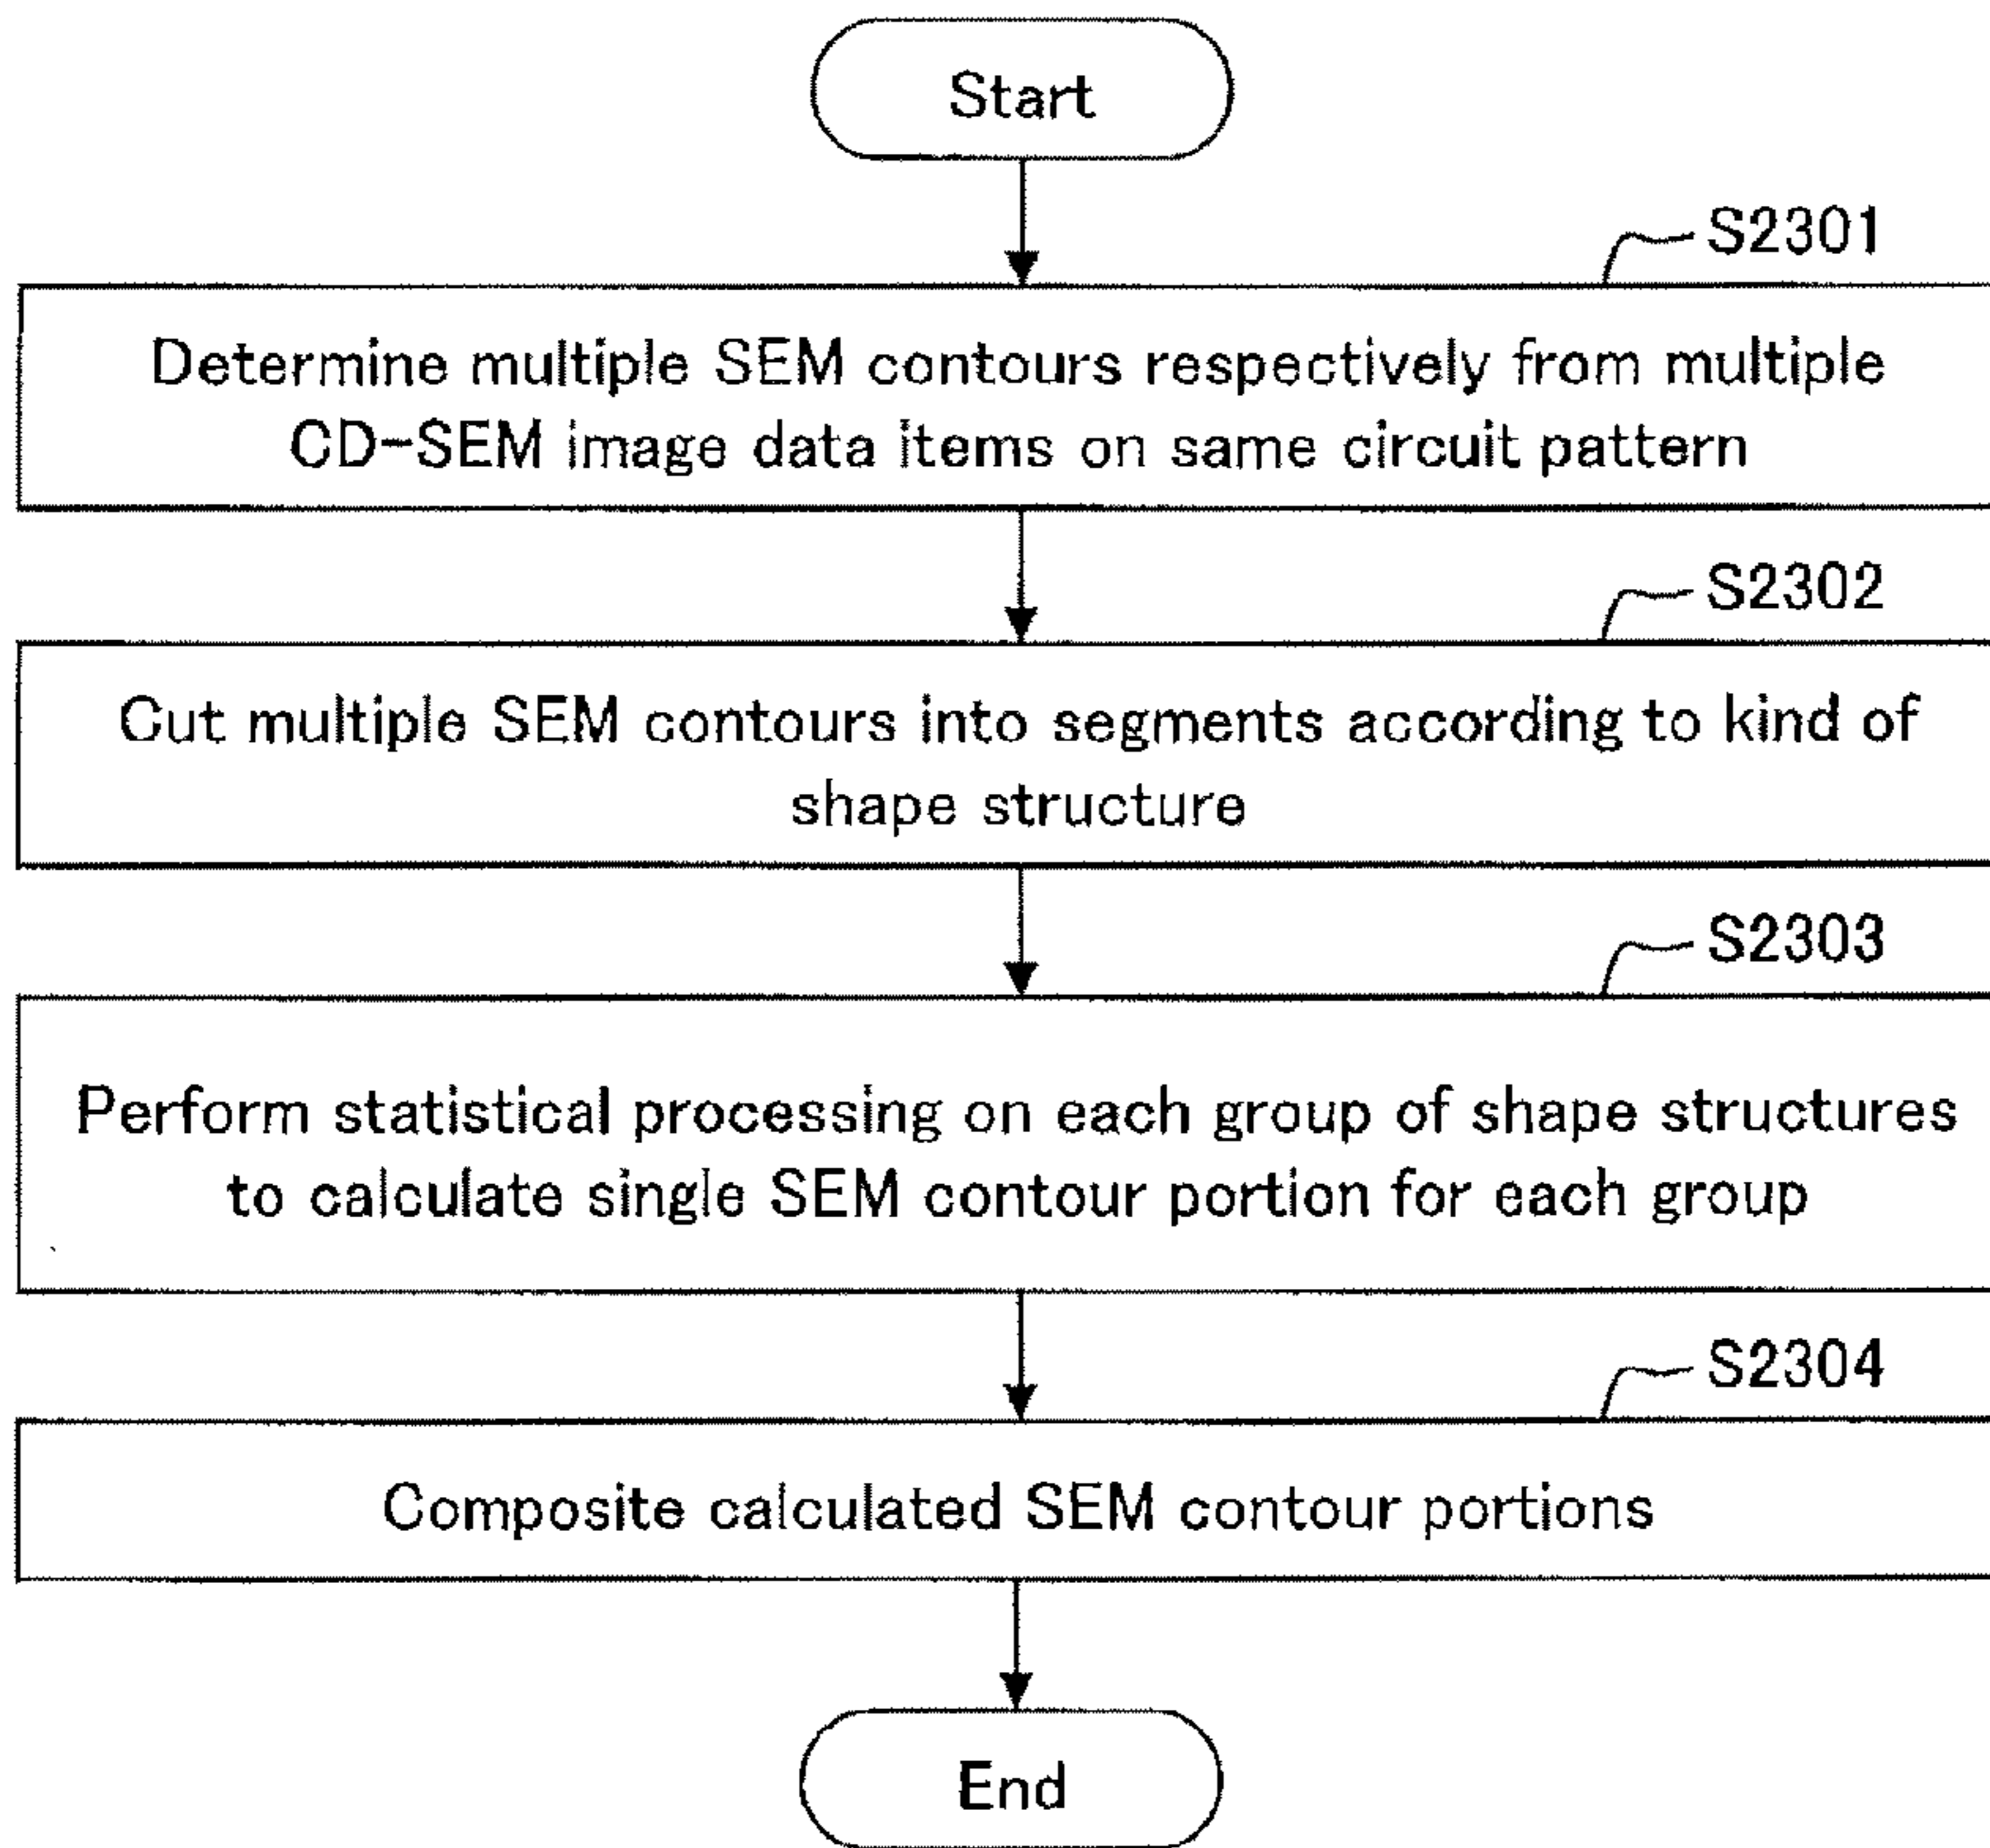 Start
S2301
Determine multiple SEM contours respectively from multiple
CD-SEM image data items on same circuit pattern
S2302
Cut multiple SEM contours into segments according to kind of
shape structure
S2303
Perform statistical processing on each group of shape structures
to calculate single SEM contour portion for each group
S2304
Composite calculated SEM contour portions
End